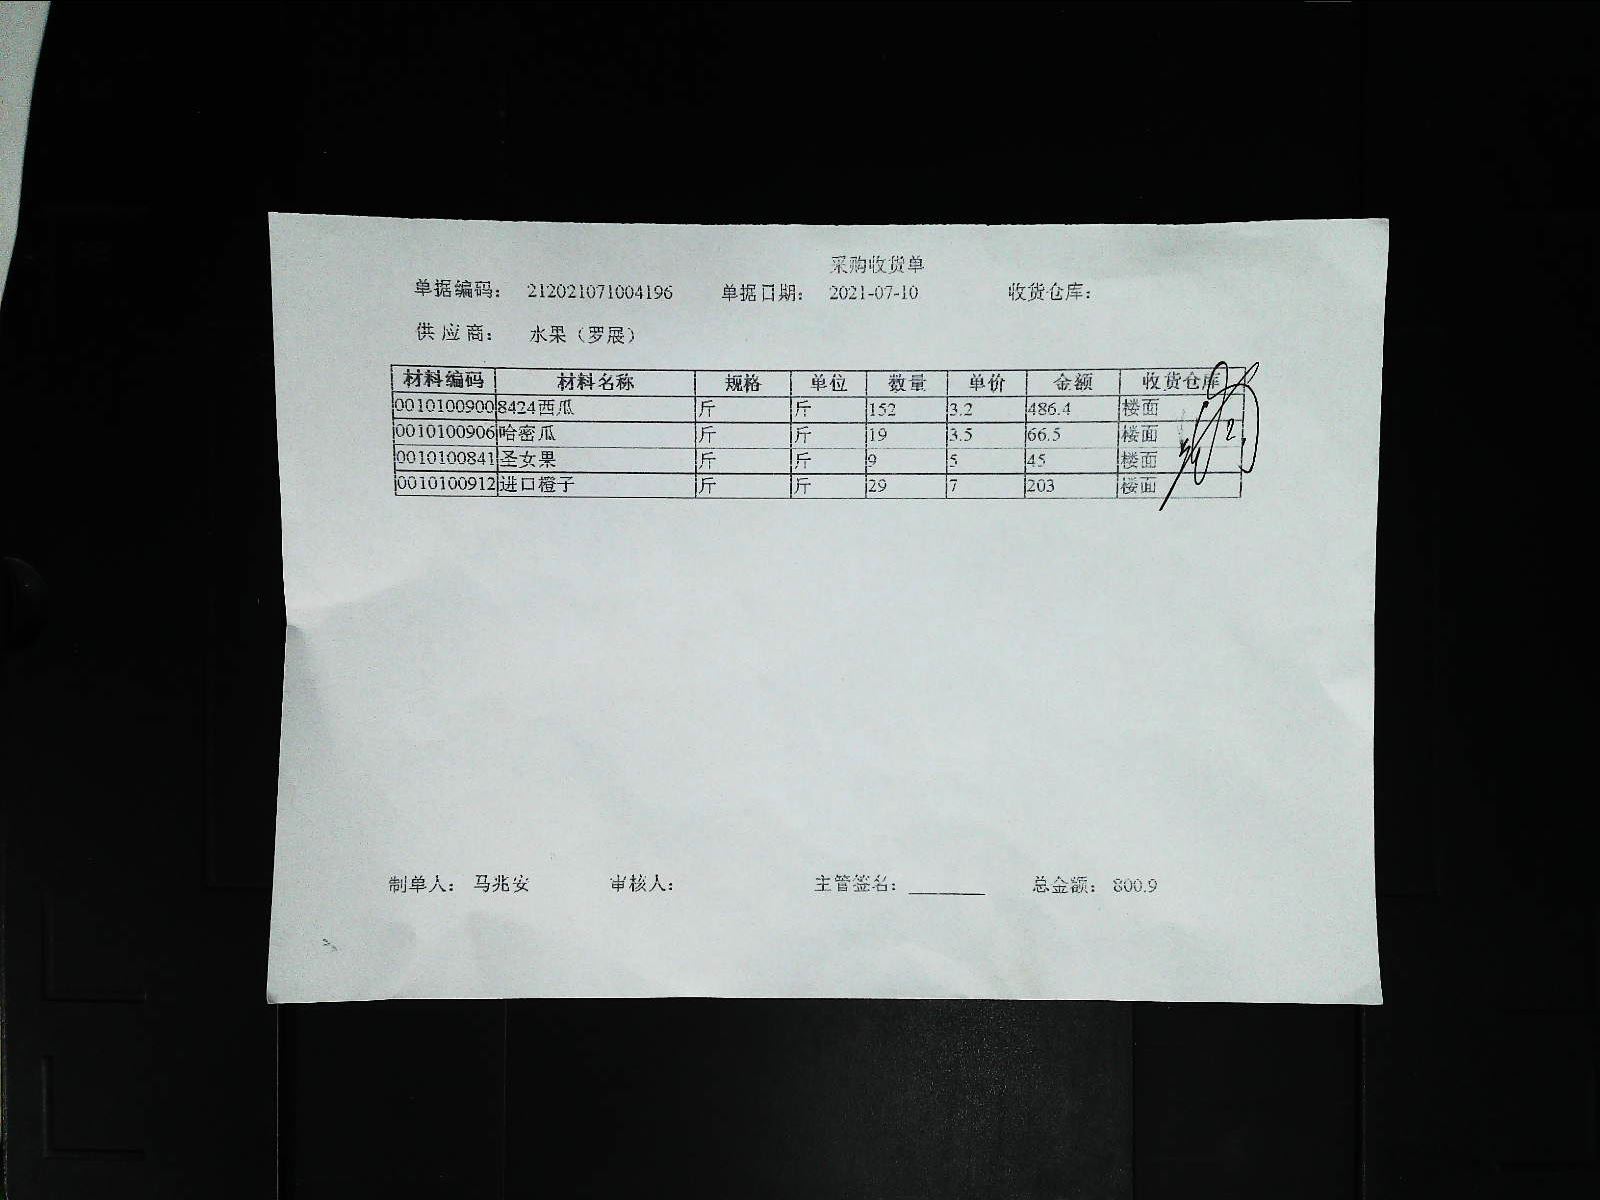 采购收货单
单据编码： 212021071004196 单据日期： 2021-07-10 收货仓库：
供应商： 水果（罗展）
材料编码 材料名称 规格 单位 数量 单价 金额 收货仓库
0010100900 8424西瓜 斤 斤 152 3.2 486.4 楼面
0010100906 哈密瓜 斤 斤 19 3.5 66.5 楼面
0010100841 圣女果 斤 斤 9 5 45 楼面
0010100912 进口橙子 斤 斤 29 7 203 楼面
制单人： 马兆安 审核人： 主管签名： 总金额： 800.9